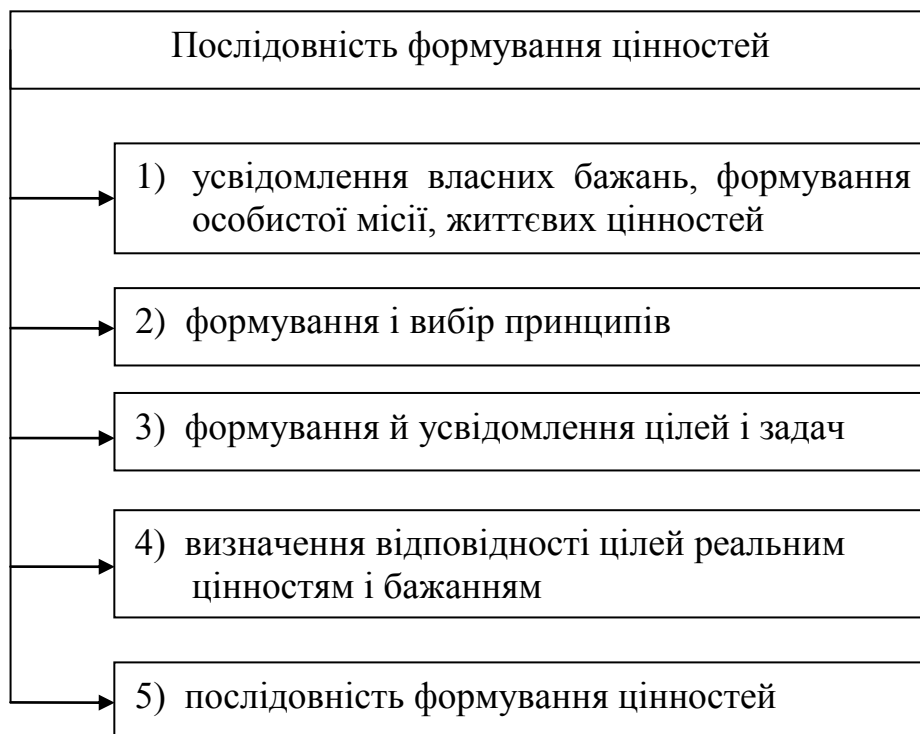 Послідовність формування цінностей
1) усвідомлення власних бажань, формування
особистої місії, життєвих цінностей
2) формування і вибір принципів
3) формування й усвідомлення цілей і задач
4) визначення відповідності цілей реальним
цінностям і бажанням
5) послідовність формування цінностей